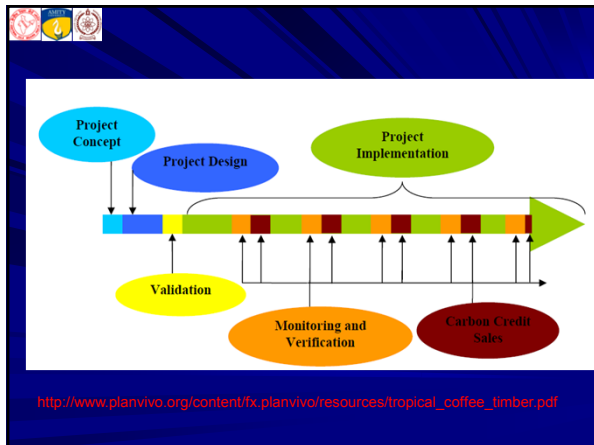 AMITY
Project
Concept
Project Design
Project
Implementation
Validation
Monitoring and
Verification
Carbon Credit
Sales
http://www.planvivo.org/content/fx.planvivo/resources/tropical_coffee_timber.pdf